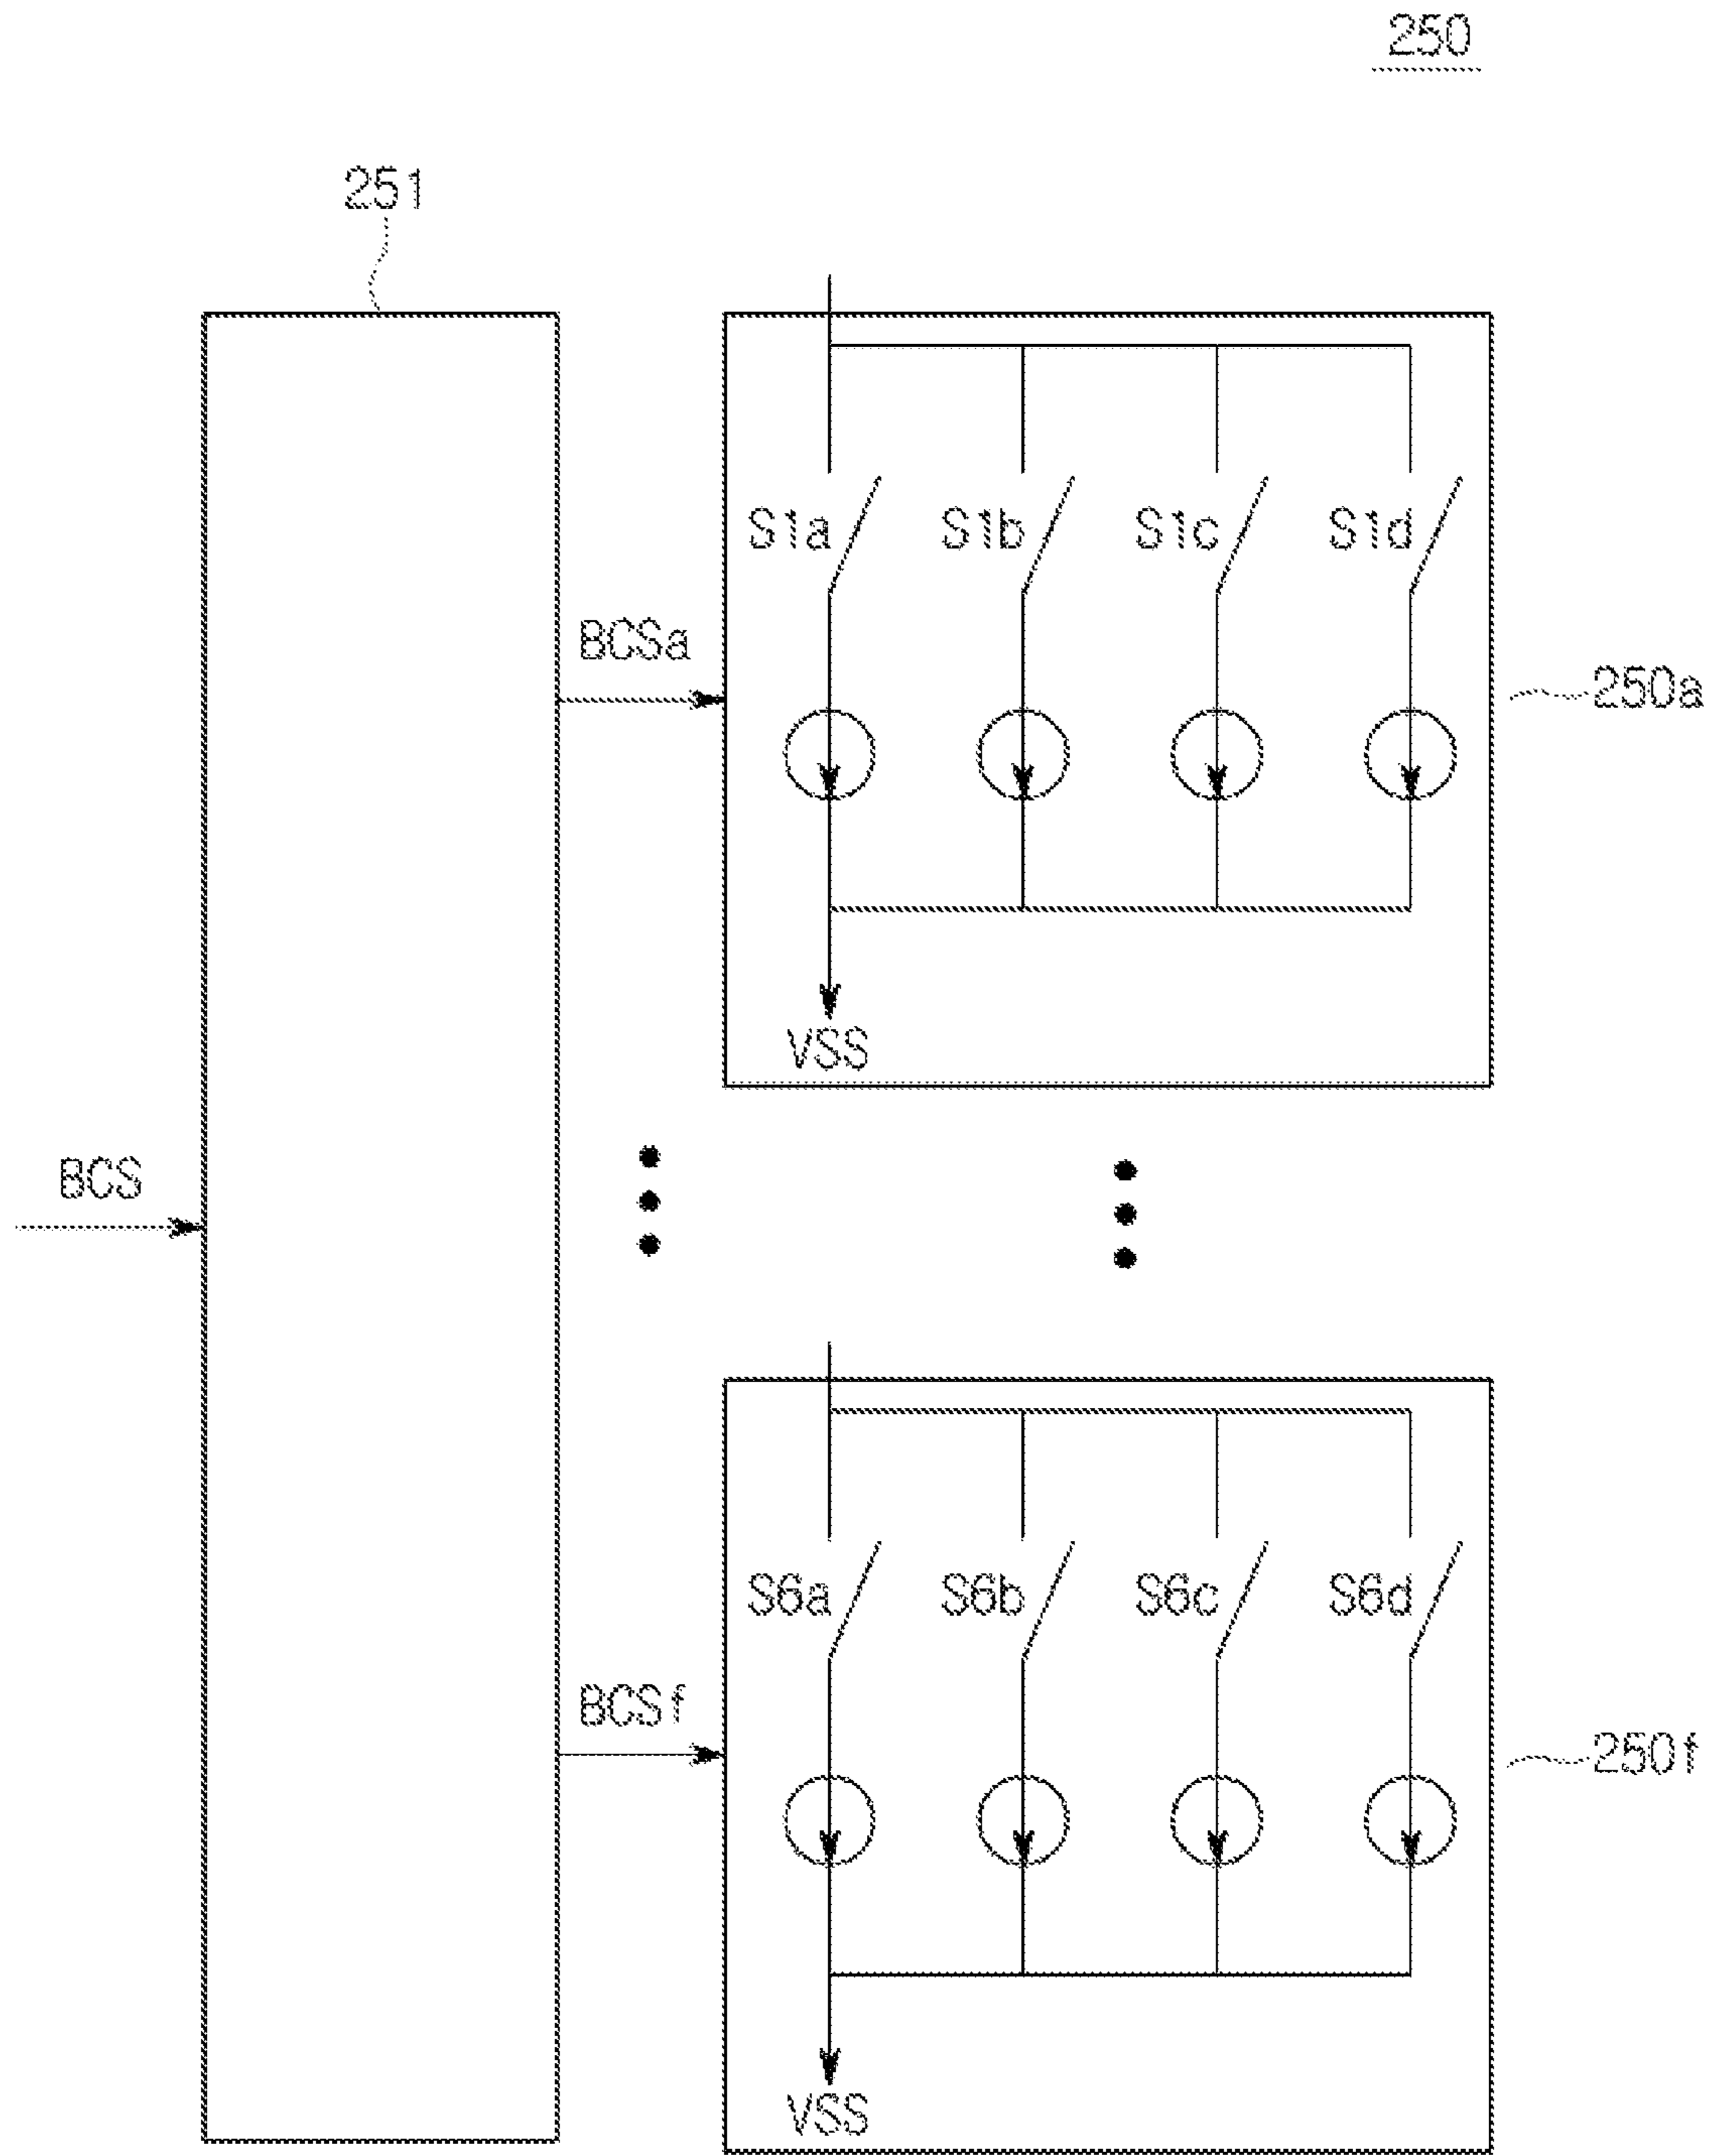 250
251
S1a S1b S1c S1d
BCSa
250a
VSS
BCS
S6a S6b S6c S6d
BCSf
250f
VSS